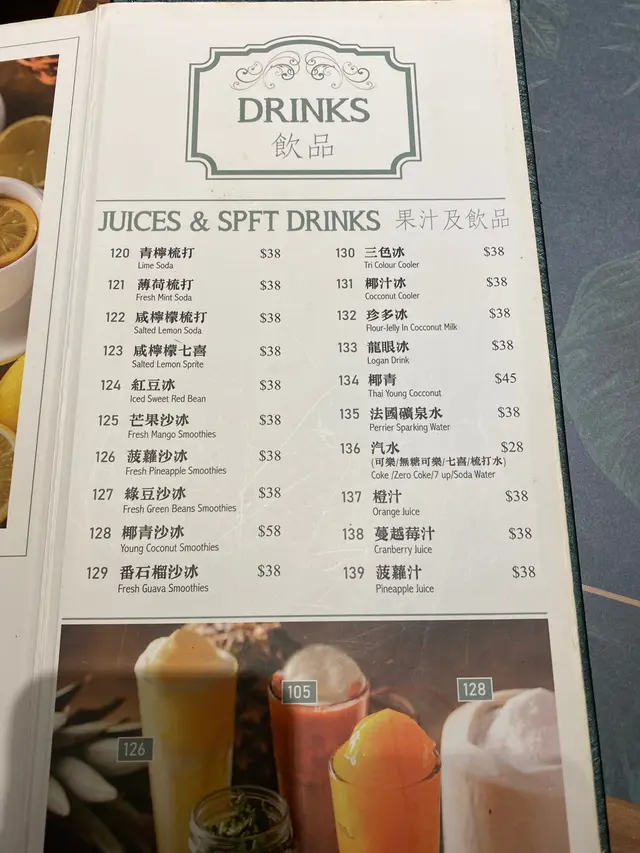 DRINKS
飲品
JUICES & SPFT DRINKS 果汁及飲品
120 青檸梳打 $38
Lime Soda
121 薄荷梳打 $38
Fresh Mint Soda
122 咸檸檬梳打 $38
Salted Lemon Soda
123 咸檸檬七喜 $38
Salted Lemon Sprite
124 紅豆冰 $38
Iced Sweet Red Bean
125 芒果沙冰 $38
Fresh Mango Smoothies
126 菠蘿沙冰 $38
Fresh Pineapple Smoothies
127 綠豆沙冰 $38
Fresh Green Beans Smoothies
128 椰青沙冰 $58
Young Coconut Smoothies
129 番石榴沙冰 $38
Fresh Guava Smoothies
130 三色冰 $38
Tri Colour Cooler
131 椰汁冰 $38
Cocconut Cooler
132 珍多冰 $38
Flour-Jelly In Cocconut Milk
133 龍眼冰 $38
Logan Drink
134 椰青 $45
Thai Young Cocconut
135 法國礦泉水 $38
Perrier Sparking Water
136 汽水 $28
(可樂/無糖可樂/七喜/梳打水)
Coke /Zero Coke/7 up/Soda Water
137 橙汁 $38
Orange Juice
138 蔓越莓汁 $38
Cranberry Juice
139 菠蘿汁 $38
Pineapple Juice
105
128
126